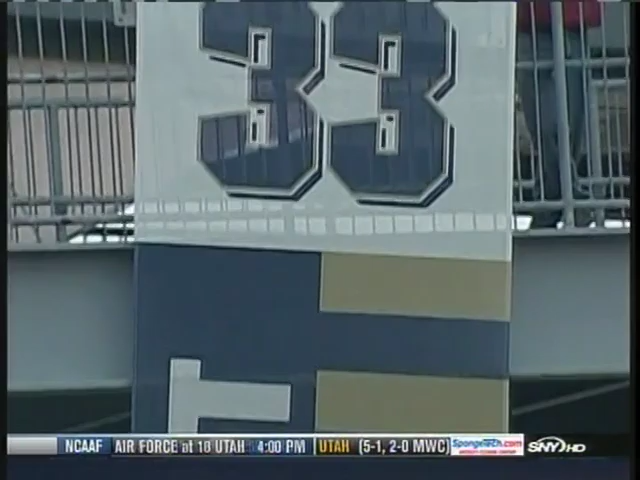 33
NCAAF AIR FORCE at 18 UTAH 4:00 PM UTAH (5-1, 2-0 MWC) SpongeTech.com SNY HD